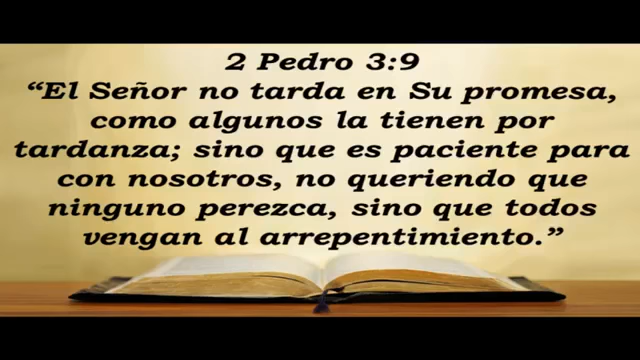 2 Pedro 3:9
“El Señor no tarda en Su promesa,
como algunos la tienen por
tardanza; sino que es paciente para
con nosotros, no queriendo que
ninguno perezca, sino que todos
vengan al arrepentimiento.”